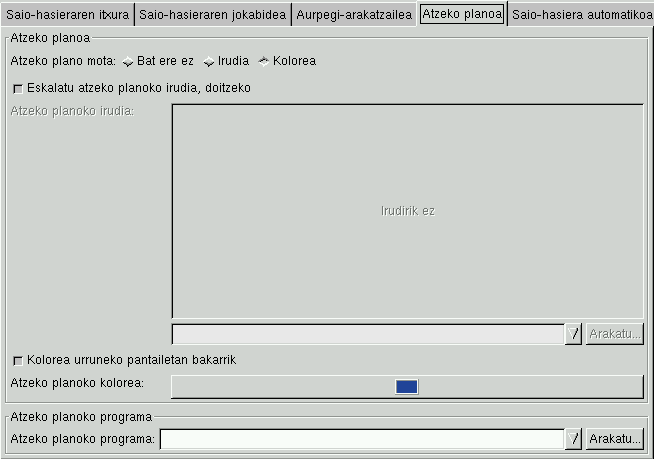 Saio-hasieraren itxura Saio-hasieraren jokabidea Aurpegi-arakatzailea Atzeko planoa Saio-hasiera automatikoa
Atzeko planoa
Atzeko plano mota: Bat ere ez Irudia Kolorea
Eskalatu atzeko planoko irudia, doitzeko
Atzeko planoko irudia:
Irudirik ez
Arakatu...
Kolorea urruneko pantailetan bakarrik
Atzeko planoko kolorea:
Atzeko planoko programa
Atzeko planoko programa: Arakatu...